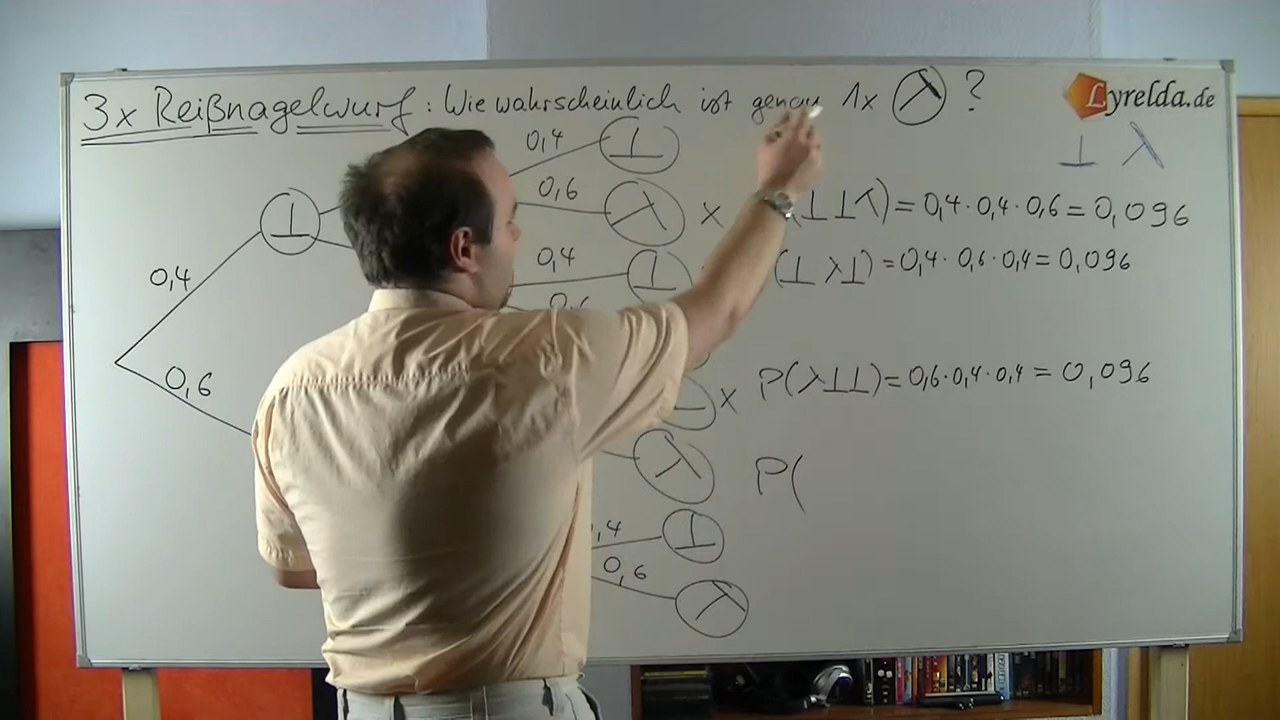 3x Reißnagelwurf: Wie wahrscheinlich ist genau 1x ⅄ ?
Lyrelda.de
⊥ ⅄
0,4 ⊥
0,6 ⅄ x (⊥⊥⅄) = 0,4·0,4·0,6 = 0,096
⊥
0,4 ⊥ (⊥⅄⊥) = 0,4·0,6·0,4 = 0,096
0,4
0,6
0,6 x P(⅄⊥⊥) = 0,6·0,4·0,4 = 0,096
⅄ P(
,4 ⊥
0,6 ⅄